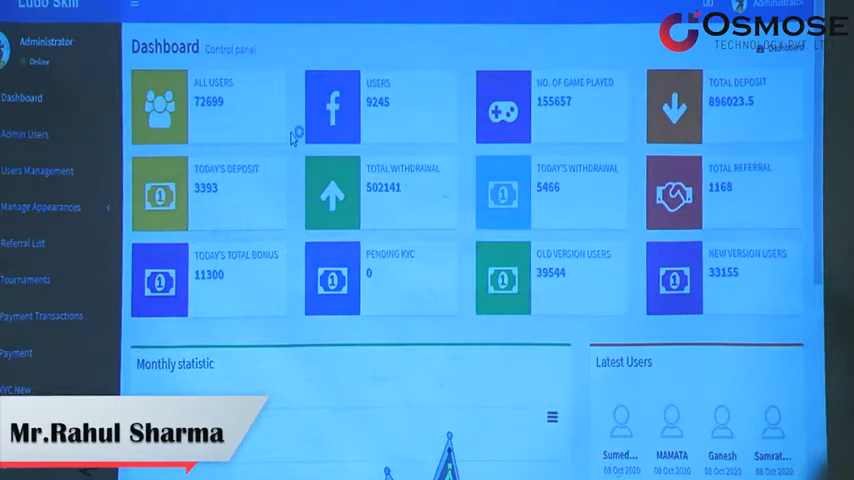 Ludo Skill
Administrator
OSMOSE
TECHNOLOGY PVT. LTD
Administrator
Online
Dashboard Control panel
Dashboard
ALL USERS
72699
USERS
9245
NO. OF GAME PLAYED
155657
TOTAL DEPOSIT
896023.5
Dashboard
Admin Users
Users Management
Manage Appearances
Referral List
Tournaments
Payment Transactions
Payment
KYC New
TODAY'S DEPOSIT
3393
TOTAL WITHDRAWAL
502141
TODAY'S WITHDRAWAL
5466
TOTAL REFERRAL
1168
TODAY'S TOTAL BONUS
11300
PENDING KYC
0
OLD VERSION USERS
39544
NEW VERSION USERS
33155
Monthly statistic
Latest Users
Sumed...
MAMATA
Ganesh
Samrat...
08 Oct 2020
08 Oct 2020
08 Oct 2020
08 Oct 2020
Mr.Rahul Sharma